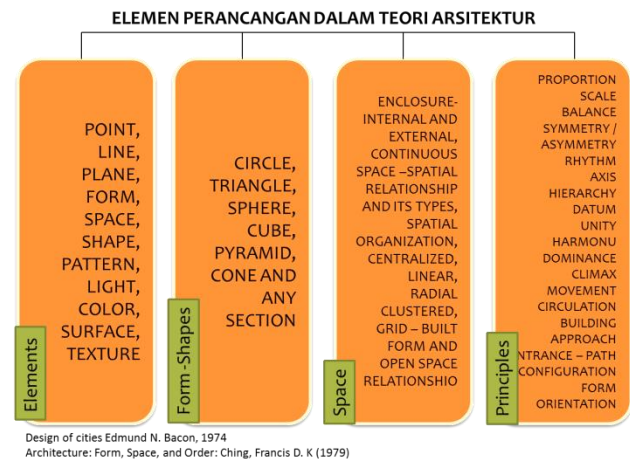 ELEMEN PERANCANGAN DALAM TEORI ARSITEKTUR
POINT,
LINE,
PLANE,
FORM,
SPACE,
SHAPE,
PATTERN,
LIGHT,
COLOR,
SURFACE,
TEXTURE
Elements
CIRCLE,
TRIANGLE,
SPHERE,
CUBE,
PYRAMID,
CONE AND
ANY
SECTION
Form -Shapes
ENCLOSURE-
INTERNAL AND
EXTERNAL,
CONTINUOUS
SPACE –SPATIAL
RELATIONSHIP
AND ITS TYPES,
SPATIAL
ORGANIZATION,
CENTRALIZED,
LINEAR,
RADIAL
CLUSTERED,
GRID – BUILT
FORM AND
OPEN SPACE
RELATIONSHIO
Space
PROPORTION
SCALE
BALANCE
SYMMETRY /
ASYMMETRY
RHYTHM
AXIS
HIERARCHY
DATUM
UNITY
HARMONU
DOMINANCE
CLIMAX
MOVEMENT
CIRCULATION
BUILDING
APPROACH
NTRANCE – PATH
CONFIGURATION
FORM
ORIENTATION
Principles
Design of cities Edmund N. Bacon, 1974
Architecture: Form, Space, and Order: Ching, Francis D. K (1979)